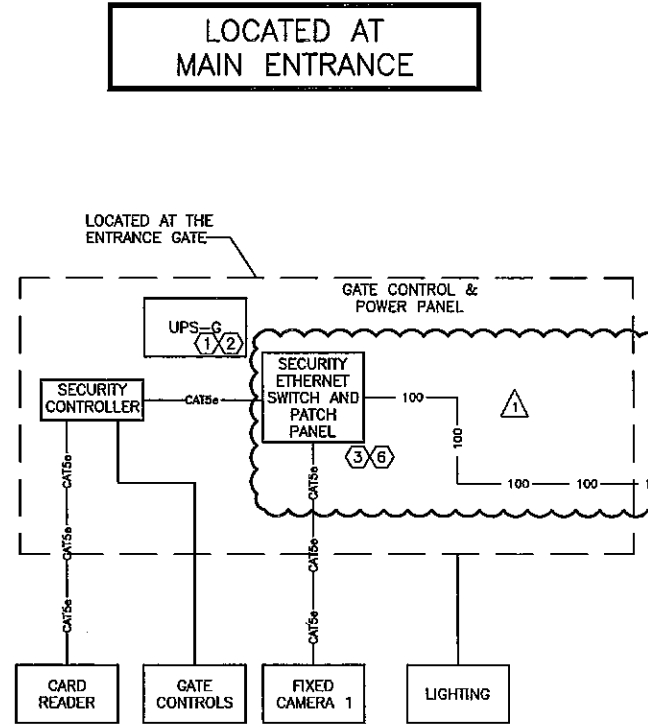 LOCATED AT
MAIN ENTRANCE
LOCATED AT THE
ENTRANCE GATE
GATE CONTROL &
POWER PANEL
UPS-G
1 2
SECURITY
ETHERNET
SWITCH AND
PATCH
PANEL
SECURITY
CONTROLLER
CAT5e
100
1
100
3 6
100
100
1
CAT5e
CAT5e
CAT5e
CAT5e
CAT5e
CAT5e
CARD
READER
GATE
CONTROLS
FIXED
CAMERA 1
LIGHTING